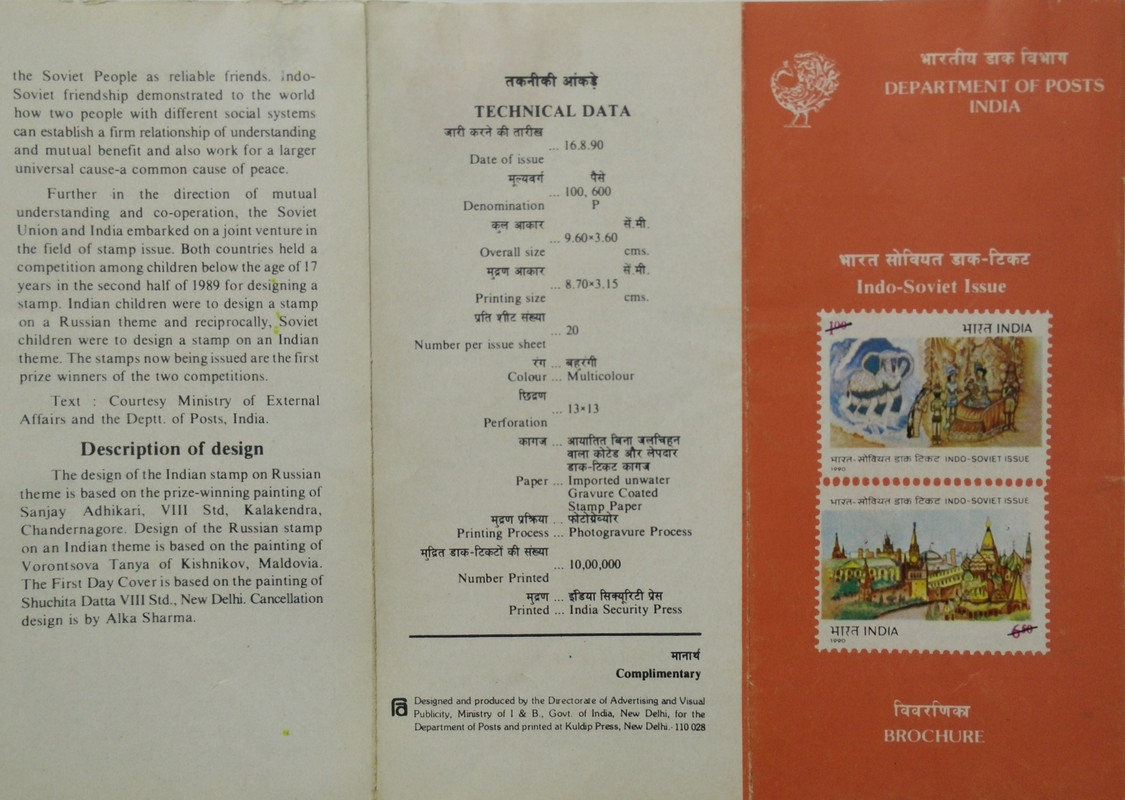 the Soviet People as reliable friends. Indo-
Soviet friendship demonstrated to the world
how two people with different social systems
can establish a firm relationship of understanding
and mutual benefit and also work for a larger
universal cause-a common cause of peace.
Further in the direction of mutual
understanding and co-operation, the Soviet
Union and India embarked on a joint venture in
the field of stamp issue. Both countries held a
competition among children below the age of 17
years in the second half of 1989 for designing a
stamp. Indian children were to design a stamp
on a Russian theme and reciprocally, Soviet
children were to design a stamp on an Indian
theme. The stamps now being issued are the first
prize winners of the two competitions.
Text : Courtesy Ministry of External
Affairs and the Deptt. of Posts, India.
Description of design
The design of the Indian stamp on Russian
theme is based on the prize-winning painting of
Sanjay Adhikari, VIII Std, Kalakendra,
Chandernagore. Design of the Russian stamp
on an Indian theme is based on the painting of
Vorontsova Tanya of Kishnikov, Maldovia.
The First Day Cover is based on the painting of
Shuchita Datta VIII Std., New Delhi. Cancellation
design is by Alka Sharma.
तकनीकी आंकड़े
TECHNICAL DATA
जारी करने की तारीख
... 16.8.90
Date of issue
मूल्यवर्ग पैसे
... 100, 600
Denomination P
कुल आकार सें.मी.
... 9.60×3.60
Overall size cms.
मुद्रण आकार सें.मी.
... 8.70×3.15
Printing size cms.
प्रति शीट संख्या
... 20
Number per issue sheet
रंग ... बहुरंगी
Colour ... Multicolour
छिद्रण
... 13×13
Perforation
कागज ... आयातित बिना जलचिह्न
वाला कोटेड और लेपदार
डाक-टिकट कागज
Paper ... Imported unwater
Gravure Coated
Stamp Paper
मुद्रण प्रक्रिया ... फोटोग्रेव्योर
Printing Process ... Photogravure Process
मुद्रित डाक-टिकटों की संख्या
... 10,00,000
Number Printed
मुद्रण ... इंडिया सिक्यूरिटी प्रेस
Printed ... India Security Press
मानार्थ
Complimentary
Designed and produced by the Directorate of Advertising and Visual
Publicity, Ministry of I & B., Govt. of India, New Delhi, for the
Department of Posts and printed at Kuldip Press, New Delhi.-110 028
भारतीय डाक विभाग
DEPARTMENT OF POSTS
INDIA
भारत सोवियत डाक-टिकट
Indo-Soviet Issue
100 भारत INDIA
भारत-सोवियत डाक टिकट INDO-SOVIET ISSUE
1990
भारत-सोवियत डाक टिकट INDO-SOVIET ISSUE
भारत INDIA
1990
विवरणिका
BROCHURE